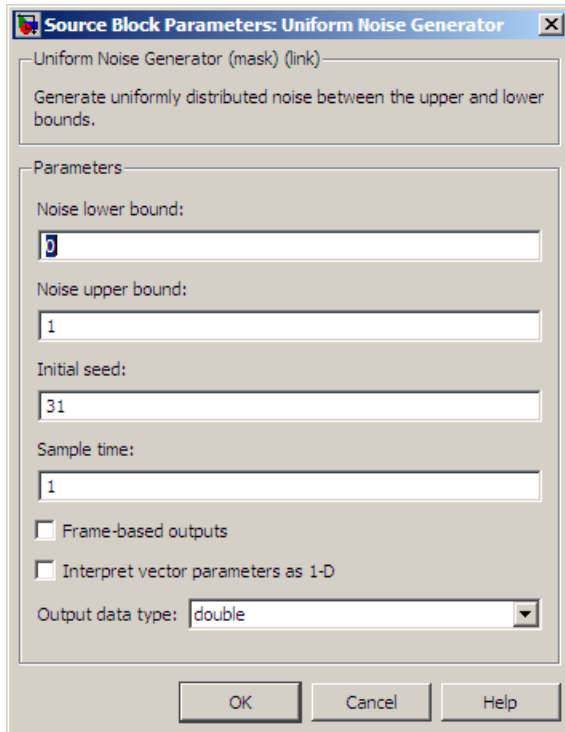 Source Block Parameters: Uniform Noise Generator
Uniform Noise Generator (mask) (link)
Generate uniformly distributed noise between the upper and lower
bounds.
Parameters
Noise lower bound:
0
Noise upper bound:
1
Initial seed:
31
Sample time:
1
Frame-based outputs
Interpret vector parameters as 1-D
Output data type: double
OK Cancel Help